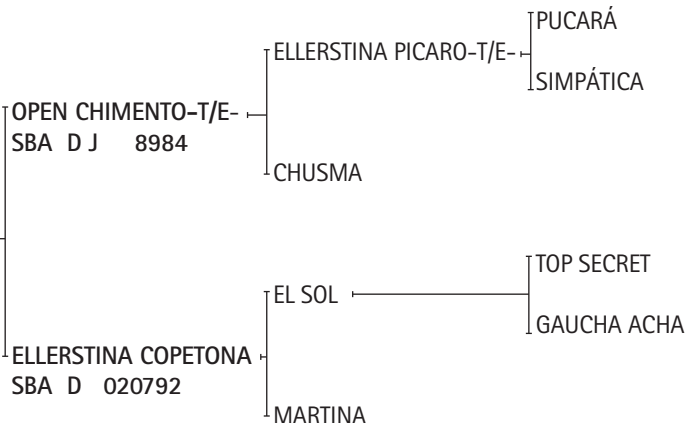 PUCARÁ
ELLERSTINA PICARO-T/E-
SIMPÁTICA
OPEN CHIMENTO-T/E-
SBA D J 8984
CHUSMA
TOP SECRET
EL SOL
GAUCHA ACHA
ELLERSTINA COPETONA
SBA D 020792
MARTINA